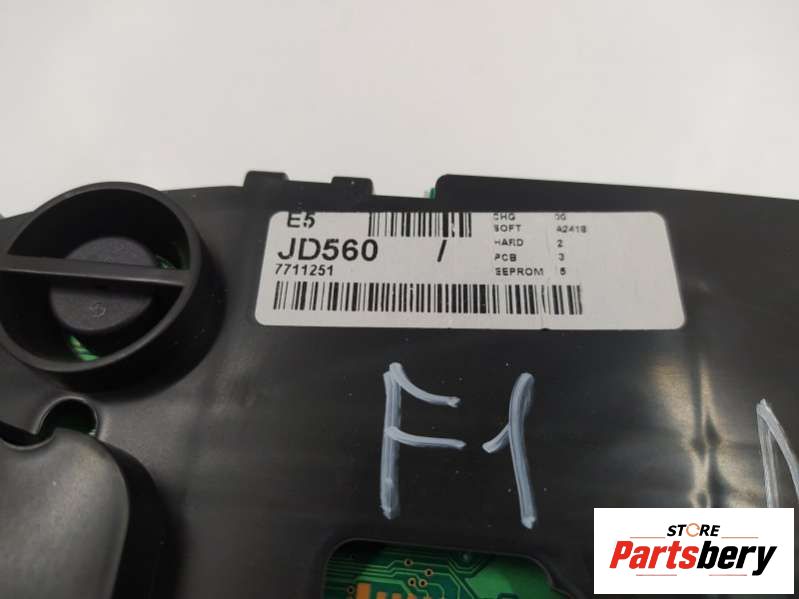 E5
CHG 00
SOFT A2418
JD560 /
HARD 2
7711251
PCB 3
EEPROM 5
F1
STORE
Partsbery